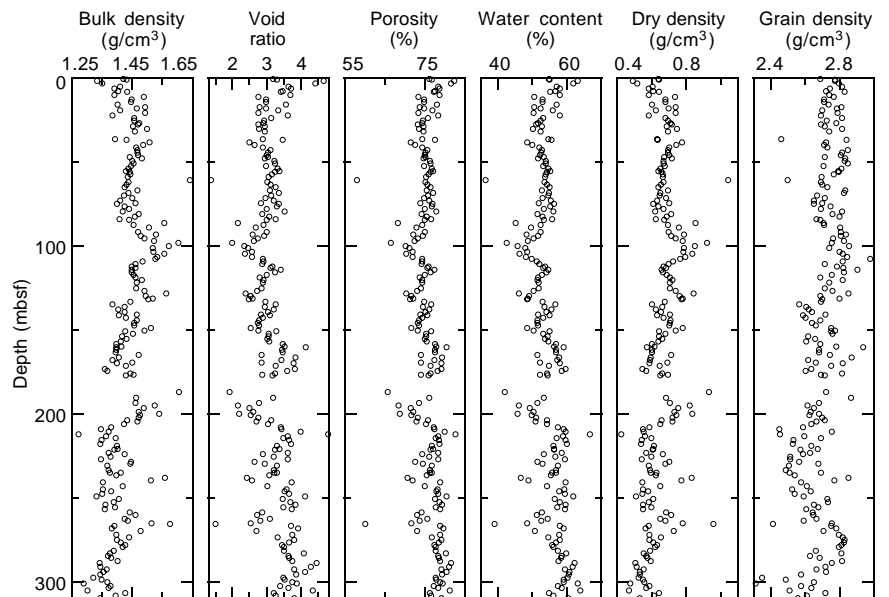 Bulk density Void Porosity Water content Dry density Grain density
(g/cm³) ratio (%) (%) (g/cm³) (g/cm³)
1.25 1.45 1.65 2 3 4 55 75 40 60 0.4 0.8 2.4 2.8
0
100
200
300
Depth (mbsf)